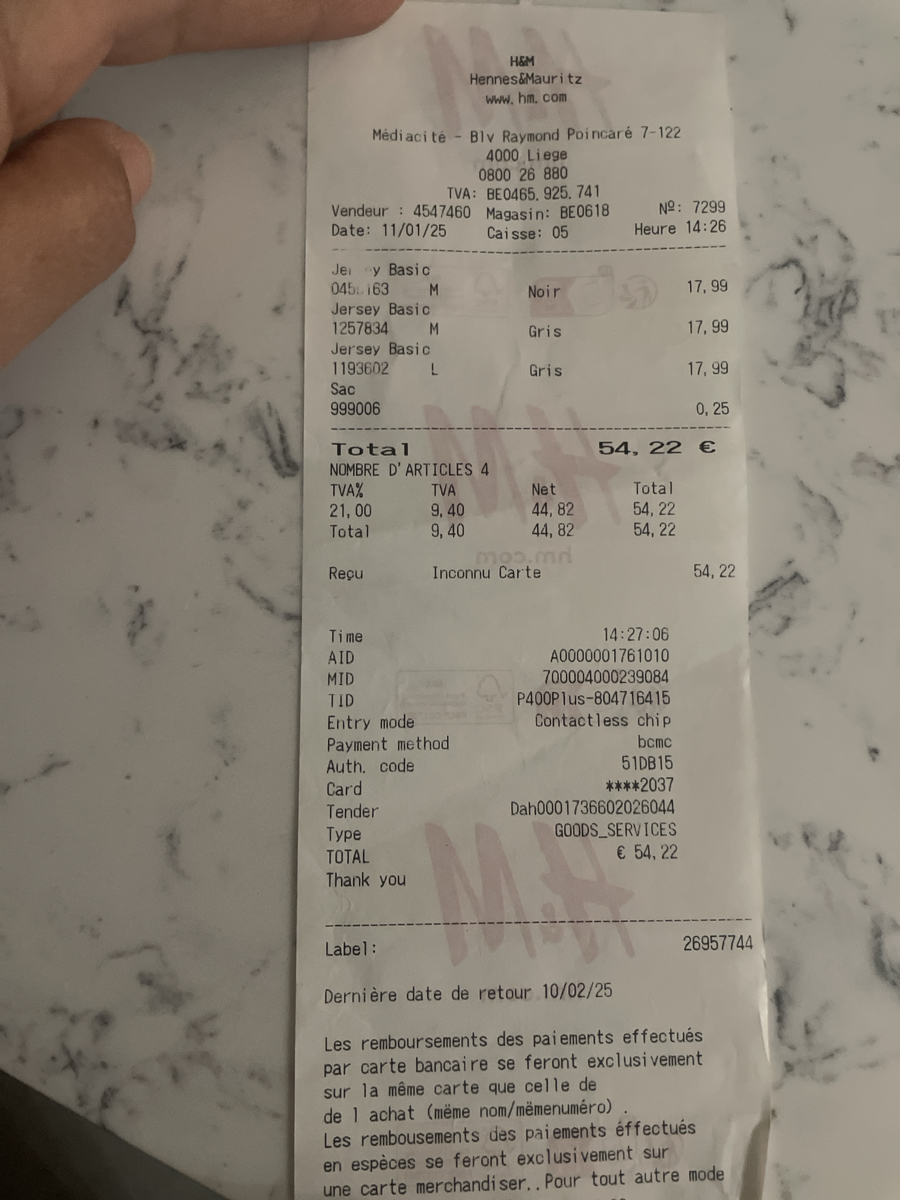 H&M
Hennes&Mauritz
www.hm.com
Médiacité - Blv Raymond Poincaré 7-122
4000 Liege
0800 26 880
TVA: BE0465.925.741
Vendeur : 4547460 Magasin: BE0618 Nº: 7299
Date: 11/01/25 Caisse: 05 Heure 14:26
Basic
M Noir 17,99
Jersey Basic
1257834 M Gris 17,99
Jersey Basic
1193602 L Gris 17,99
Sac
999006 0,25
Total 54,22 €
NOMBRE D'ARTICLES 4
TVA% TVA Net Total
21,00 9,40 44,82 54,22
Total 9,40 44,82 54,22
hm.com
Reçu Inconnu Carte 54,22
Time 14:27:06
AID A0000001761010
MID 700004000239084
TID P400Plus-804716415
Entry mode Contactless chip
Payment method bcmc
Auth. code 51DB15
Card ****2037
Tender Dah0001736602026044
Type GOODS_SERVICES
TOTAL € 54,22
Thank you
Label: 26957744
Dernière date de retour 10/02/25
Les remboursements des paiements effectués
par carte bancaire se feront exclusivement
sur la même carte que celle de
de l achat (mëme nom/mëmenuméro) .
Les rembousements des paiements éffectués
en espèces se feront exclusivement sur
une carte merchandiser..Pour tout autre mode